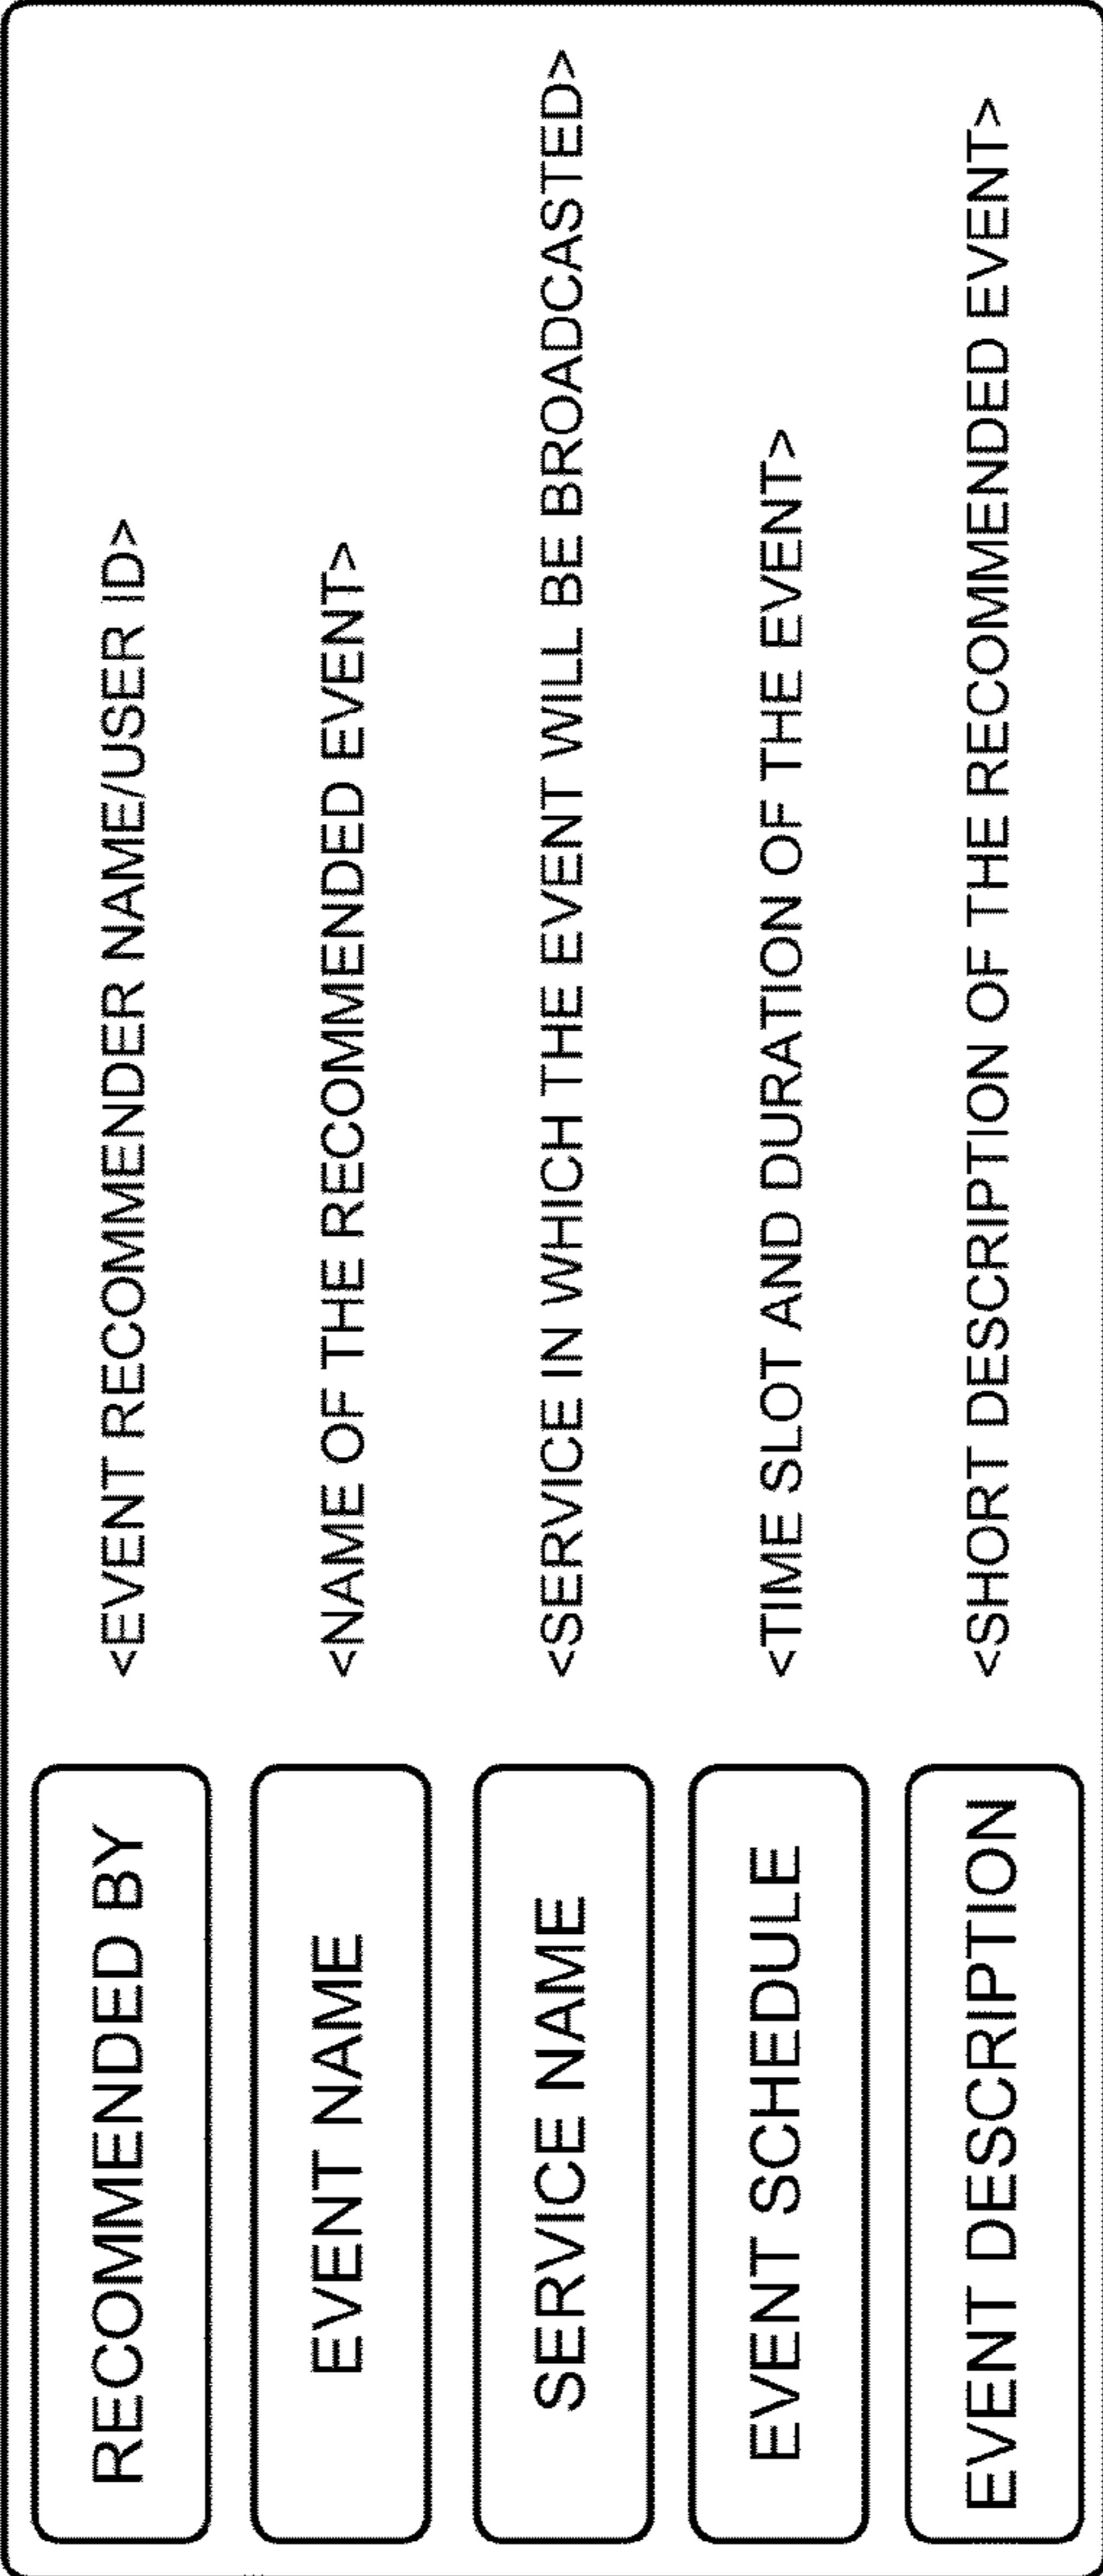 RECOMMENDED BY <EVENT RECOMMENDER NAME/USER ID>
EVENT NAME <NAME OF THE RECOMMENDED EVENT>
SERVICE NAME <SERVICE IN WHICH THE EVENT WILL BE BROADCASTED>
EVENT SCHEDULE <TIME SLOT AND DURATION OF THE EVENT>
EVENT DESCRIPTION <SHORT DESCRIPTION OF THE RECOMMENDED EVENT>